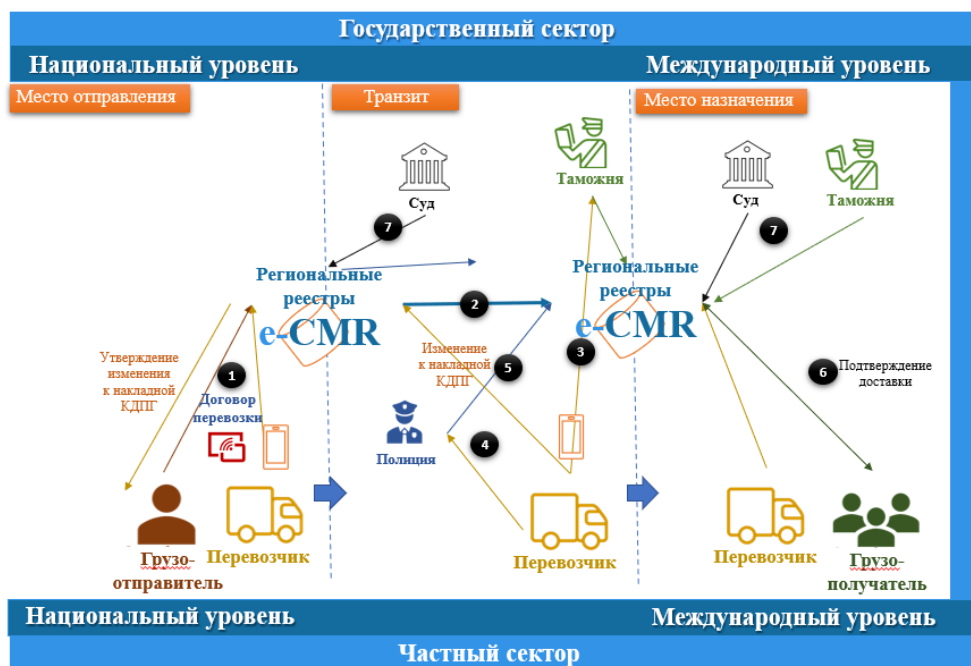 Государственный сектор
Национальный уровень
Международный уровень
Место отправления
Транзит
Место назначения
Таможня
Суд
Суд
Таможня
7
7
Региональные
реестры
e-CMR
Региональные
реестры
e-CMR
2
3
Утверждение
изменения
к накладной
КДПГ
1
Договор
перевозки
Изменение
к накладной
КДПГ
5
6
Подтверждение
доставки
Полиция
4
Грузо-
отправитель
Перевозчик
Перевозчик
Перевозчик
Грузо-
получатель
Национальный уровень
Международный уровень
Частный сектор